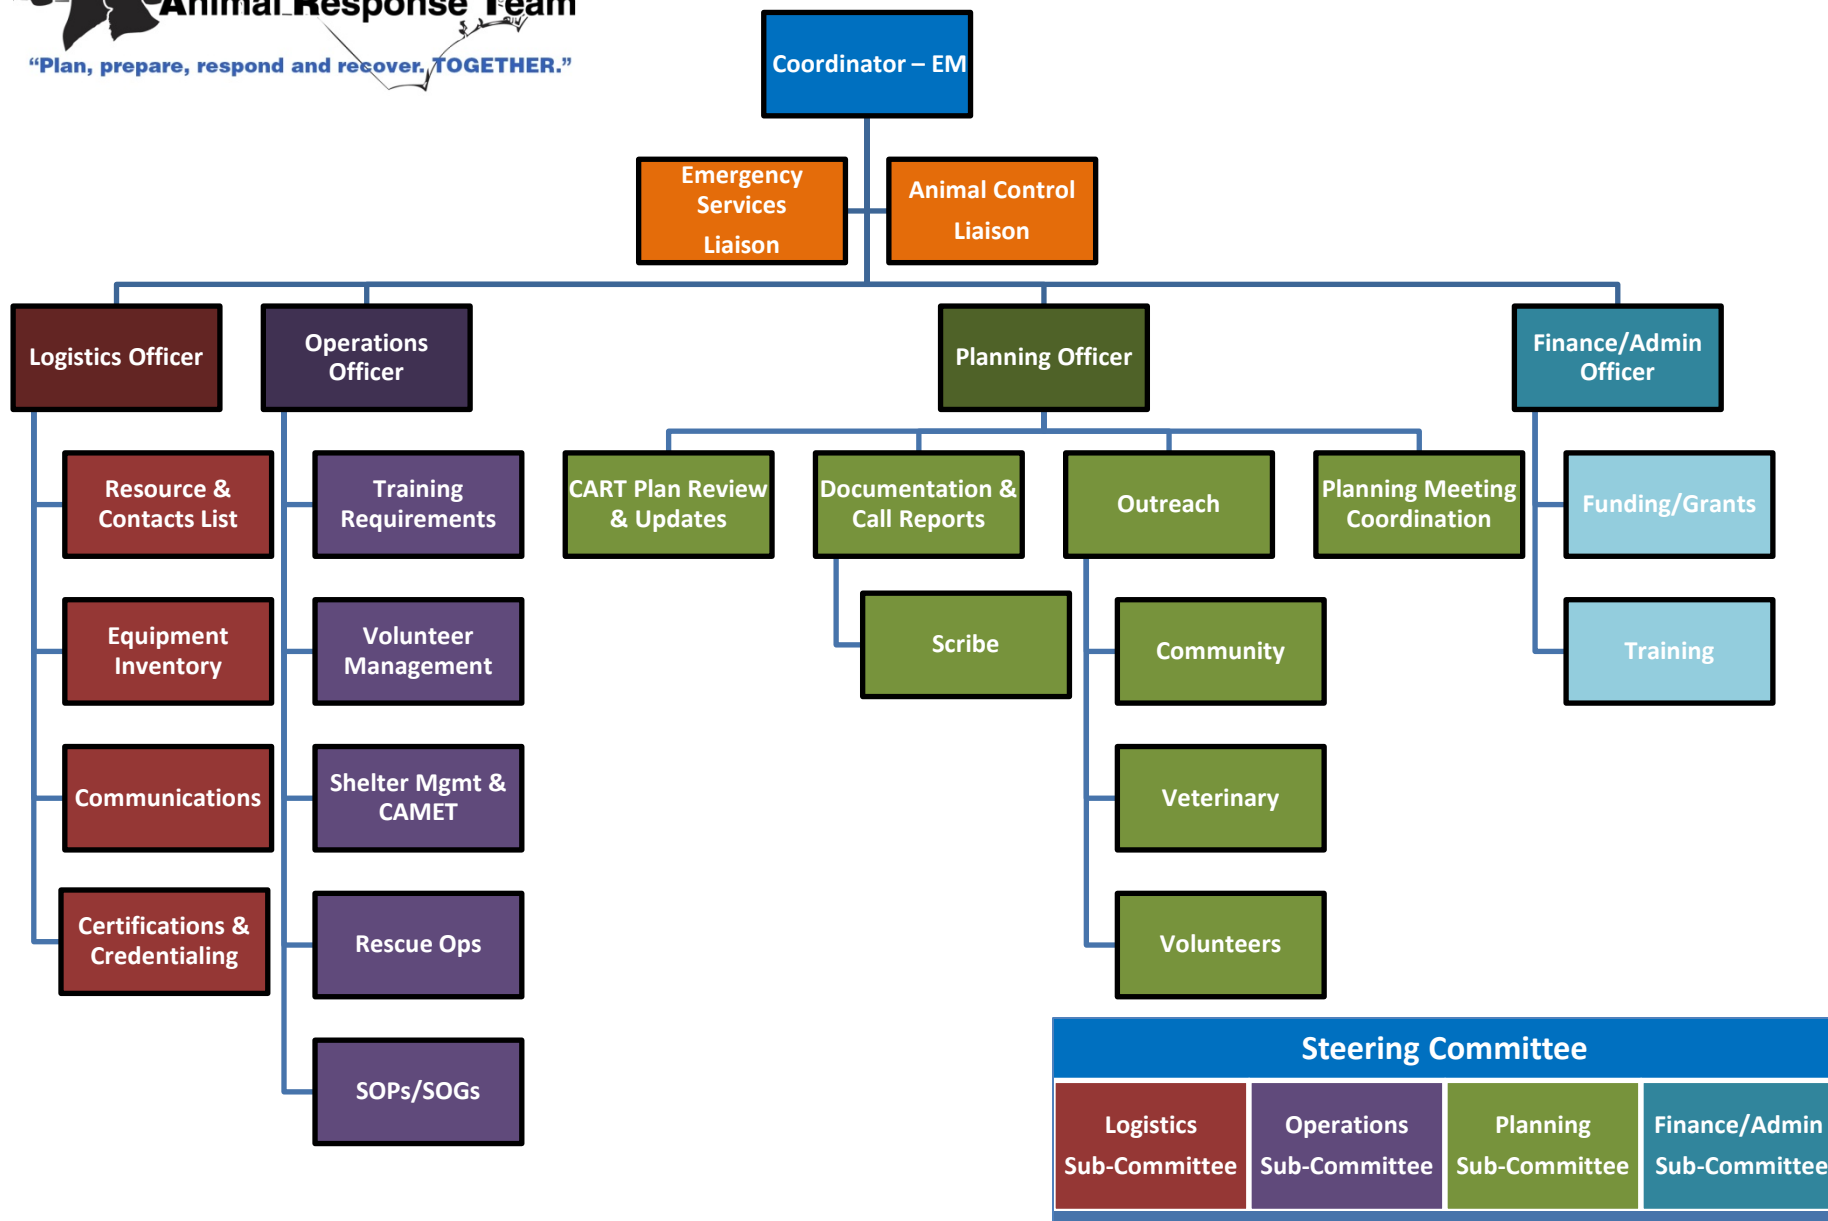 Animal Response Team
“Plan, prepare, respond and recover. TOGETHER.”
Coordinator – EM
Emergency
Services
Liaison
Animal Control
Liaison
Logistics Officer
Operations
Officer
Planning Officer
Finance/Admin
Officer
Resource &
Contacts List
Training
Requirements
CART Plan Review
& Updates
Documentation &
Call Reports
Outreach
Planning Meeting
Coordination
Funding/Grants
Equipment
Inventory
Volunteer
Management
Scribe
Community
Training
Communications
Shelter Mgmt &
CAMET
Veterinary
Certifications &
Credentialing
Rescue Ops
Volunteers
SOPs/SOGs
Steering Committee
Logistics
Sub-Committee
Operations
Sub-Committee
Planning
Sub-Committee
Finance/Admin
Sub-Committee